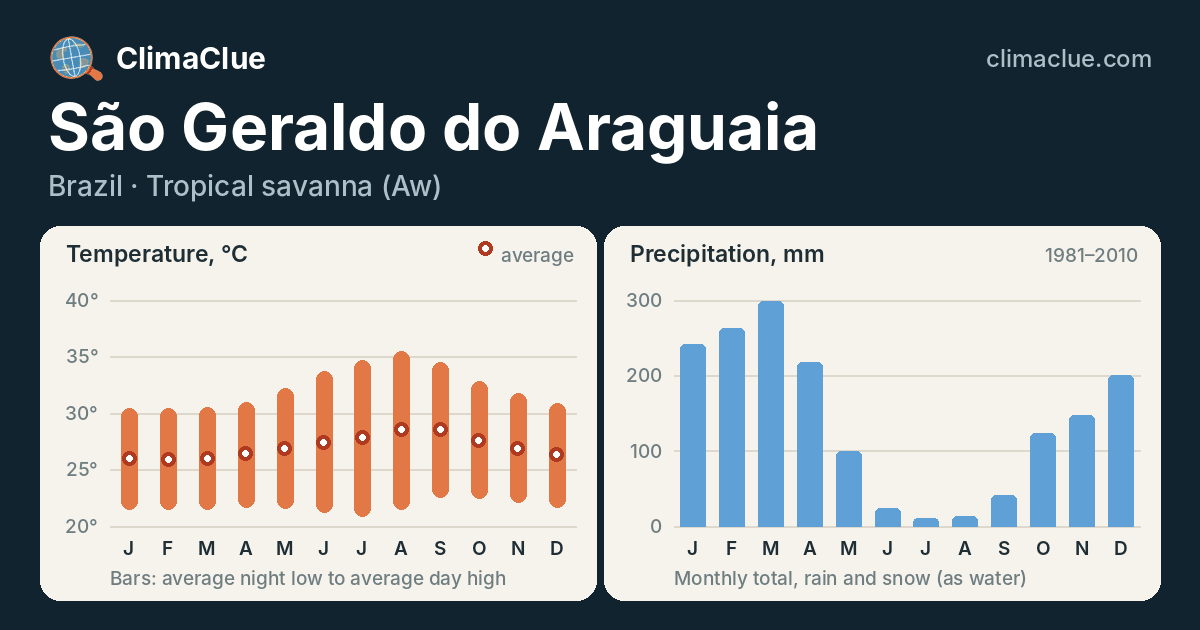 ClimaClue
climaclue.com
São Geraldo do Araguaia
Brazil · Tropical savanna (Aw)
Temperature, °C
average
40°
35°
30°
25°
20°
J F M A M J J A S O N D
Bars: average night low to average day high
Precipitation, mm
1981–2010
300
200
100
0
J F M A M J J A S O N D
Monthly total, rain and snow (as water)